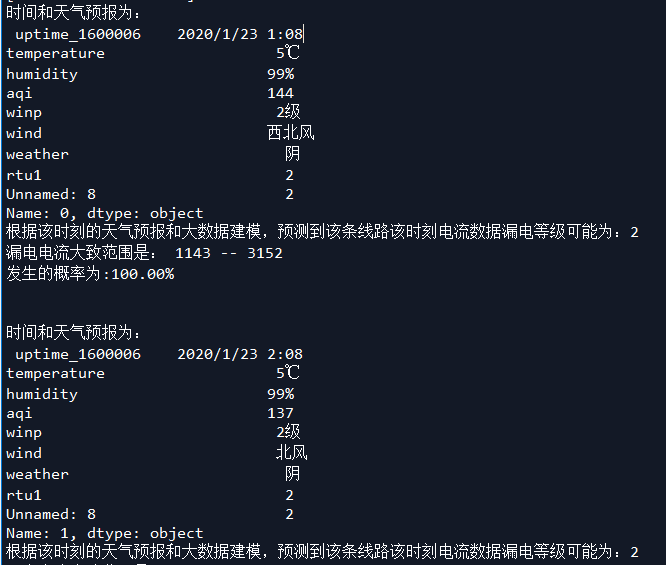 时间和天气预报为：
uptime_1600006    2020/1/23 1:08
temperature                   5℃
humidity                     99%
aqi                          144
winp                          2级
wind                         西北风
weather                        阴
rtu1                           2
Unnamed: 8                     2
Name: 0, dtype: object
根据该时刻的天气预报和大数据建模，预测到该条线路该时刻电流数据漏电等级可能为：2
漏电电流大致范围是： 1143 -- 3152
发生的概率为:100.00%
时间和天气预报为：
uptime_1600006    2020/1/23 2:08
temperature                   5℃
humidity                     99%
aqi                          137
winp                          2级
wind                          北风
weather                        阴
rtu1                           2
Unnamed: 8                     2
Name: 1, dtype: object
根据该时刻的天气预报和大数据建模，预测到该条线路该时刻电流数据漏电等级可能为：2